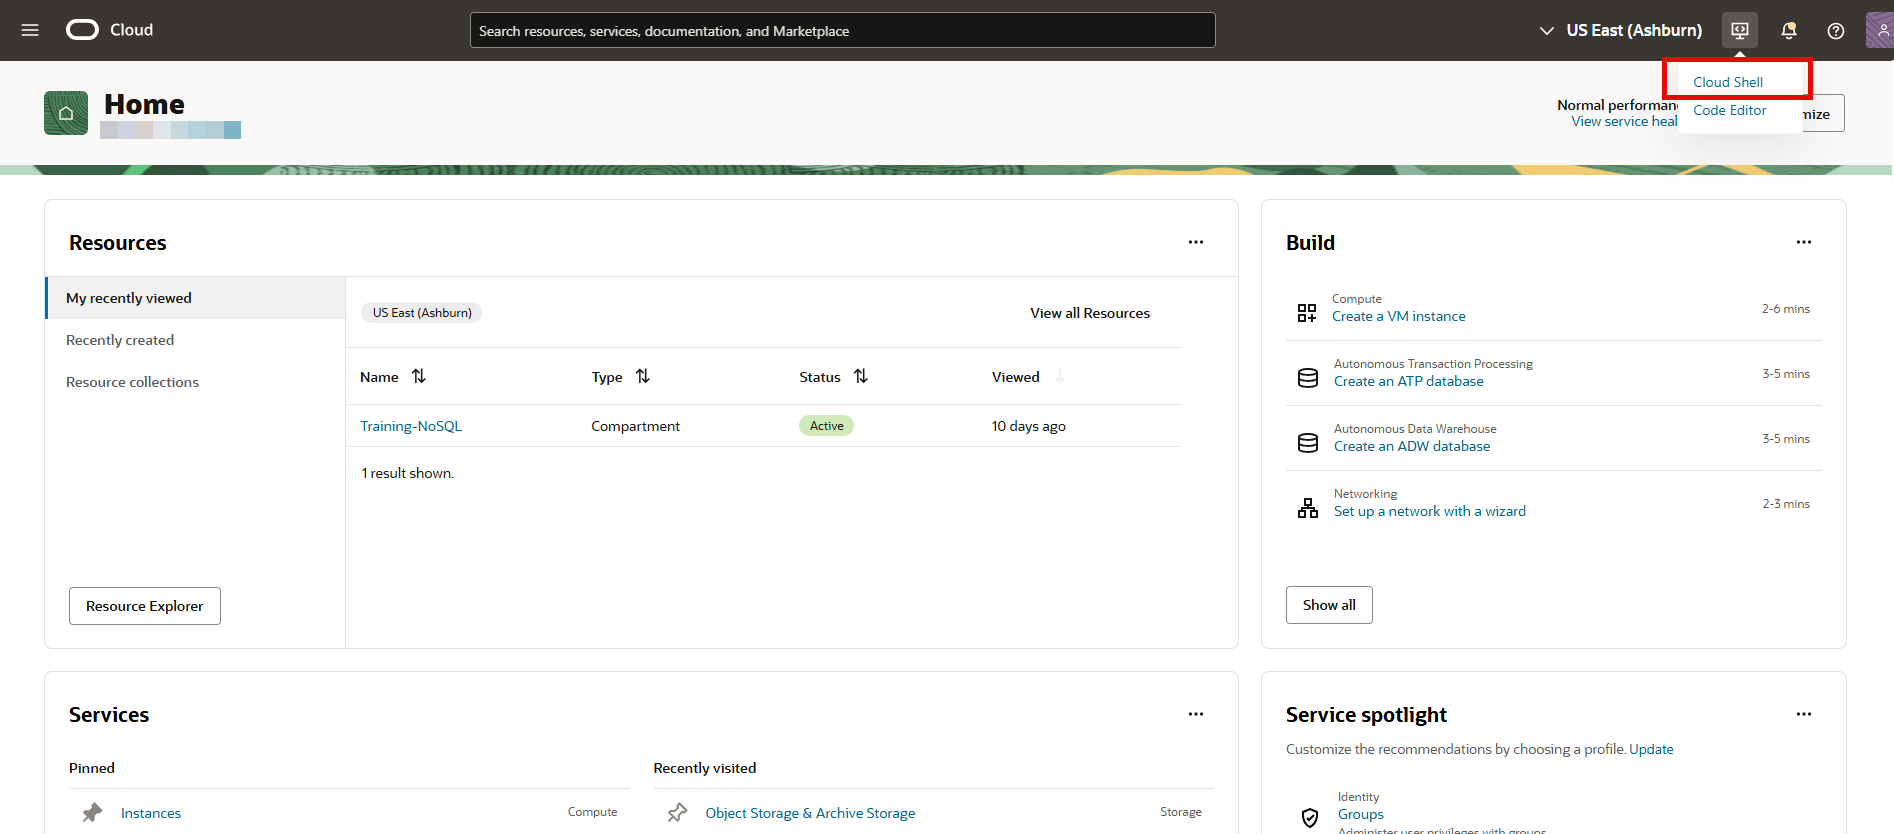 Cloud
Search resources, services, documentation, and Marketplace
US East (Ashburn)
Cloud Shell
Code Editor
Home
Normal performan
View service heal
mize
Resources
My recently viewed
Recently created
Resource collections
Resource Explorer
US East (Ashburn)
View all Resources
Name Type Status Viewed
Training-NoSQL Compartment Active 10 days ago
1 result shown.
Build
Compute
Create a VM instance
2-6 mins
Autonomous Transaction Processing
Create an ATP database
3-5 mins
Autonomous Data Warehouse
Create an ADW database
3-5 mins
Networking
Set up a network with a wizard
2-3 mins
Show all
Services
Pinned
Instances Compute
Recently visited
Object Storage & Archive Storage Storage
Service spotlight
Customize the recommendations by choosing a profile. Update
Identity
Groups
Administer user privileges with groups